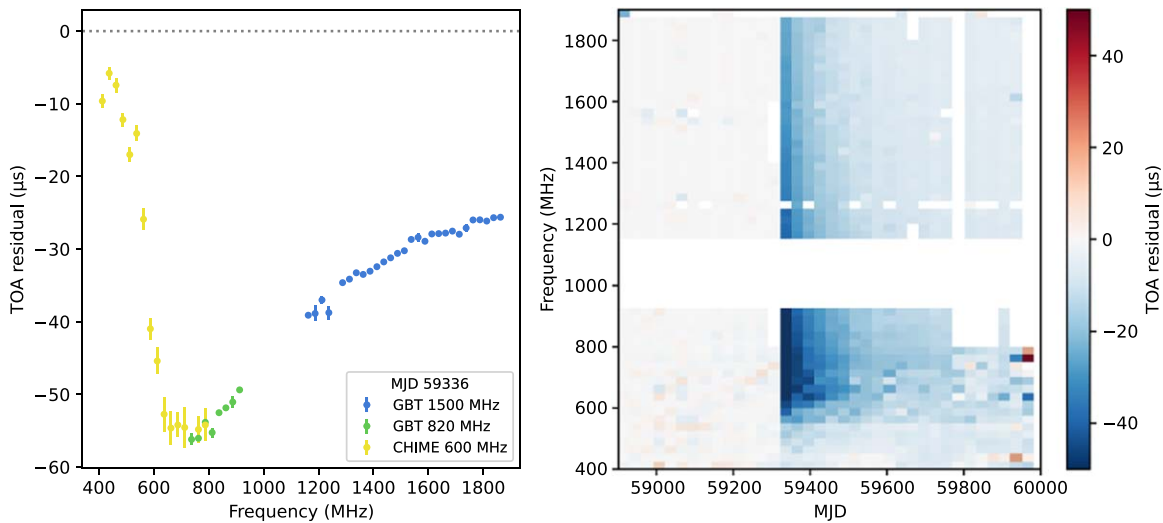 0
−10
−20
−30
−40
−50
−60
TOA residual (μs)
400 600 800 1000 1200 1400 1600 1800
Frequency (MHz)
MJD 59336
GBT 1500 MHz
GBT 820 MHz
CHIME 600 MHz
1800
1600
1400
1200
1000
800
600
400
Frequency (MHz)
59000 59200 59400 59600 59800 60000
MJD
40
20
0
−20
−40
TOA residual (μs)